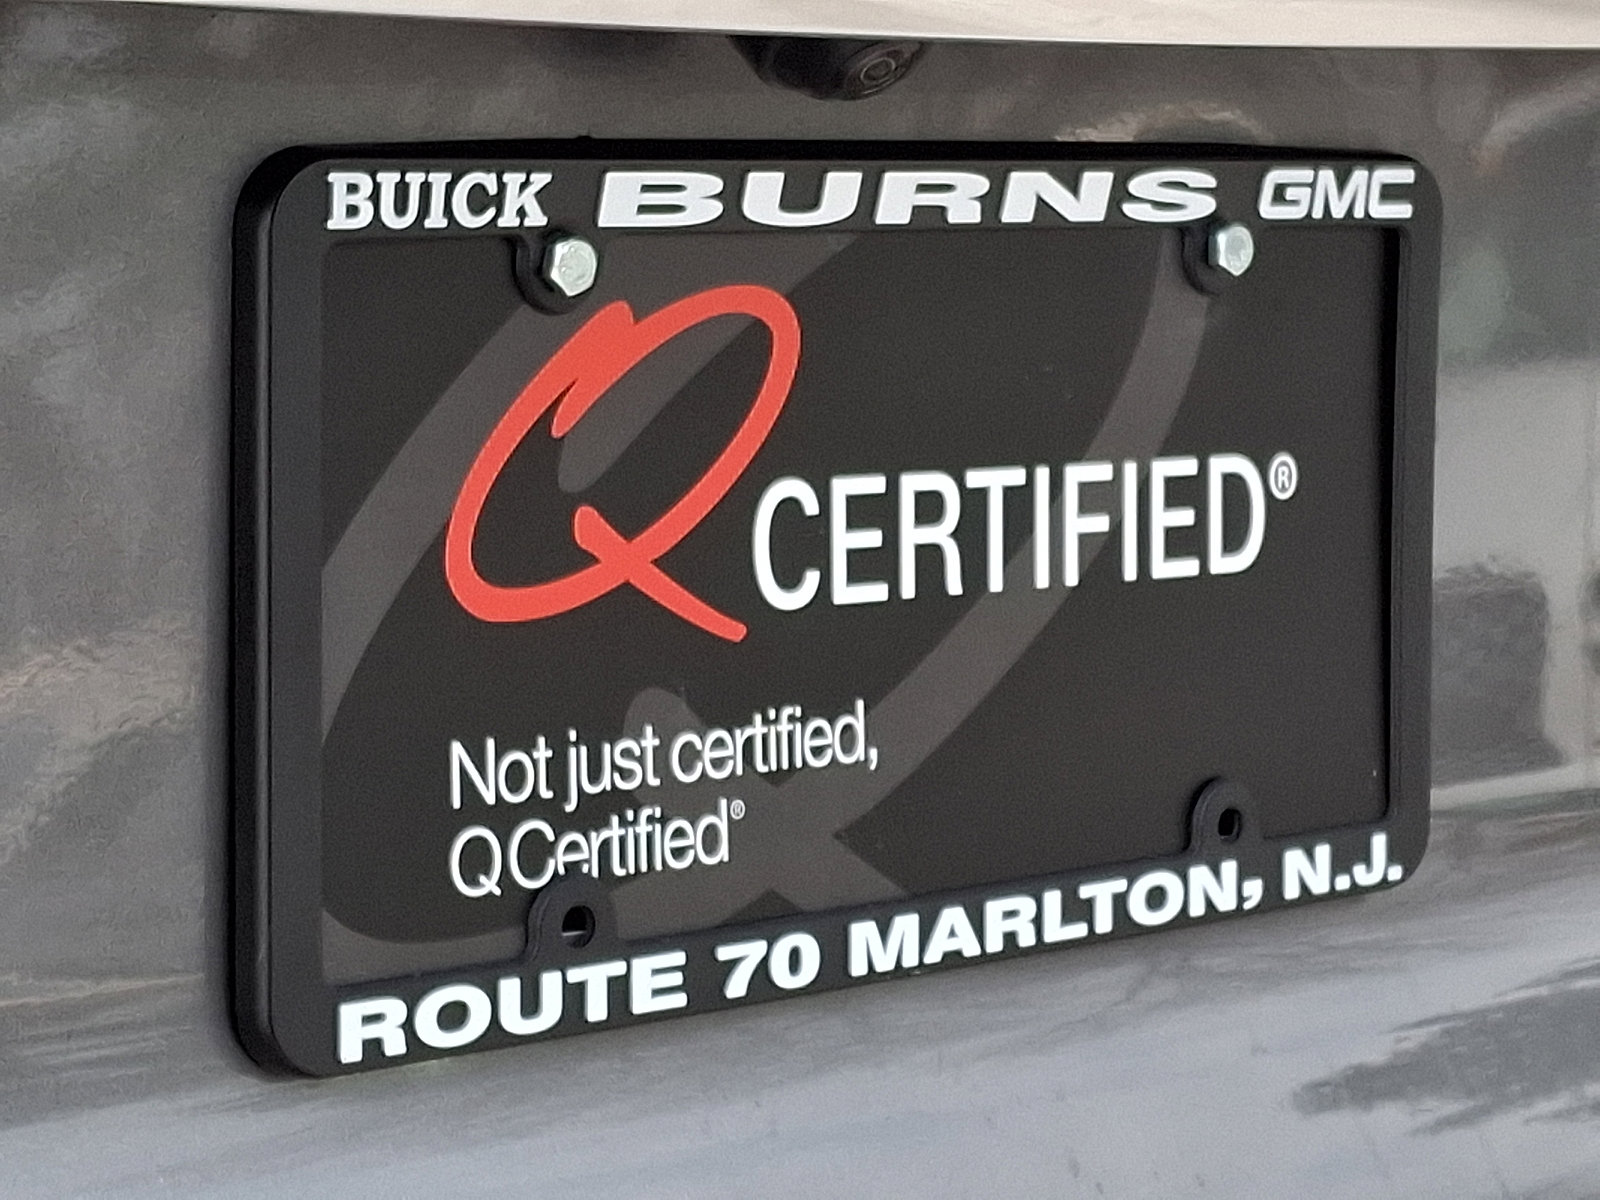 BUICK BURNS GMC
Q CERTIFIED®
Not just certified,
Q Certified®
ROUTE 70 MARLTON, N.J.